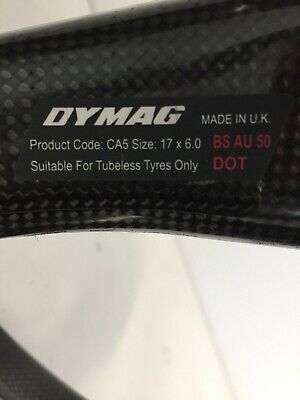 DYMAG MADE IN U.K.
Product Code: CA5 Size: 17 x 6.0 BS AU 50
Suitable For Tubeless Tyres Only DOT